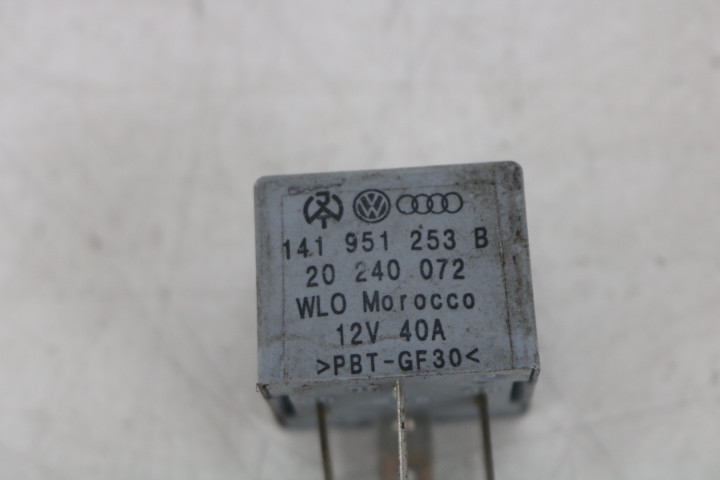 141 951 253 B
20 240 072
WLO Morocco
12V 40A
>PBT-GF30<